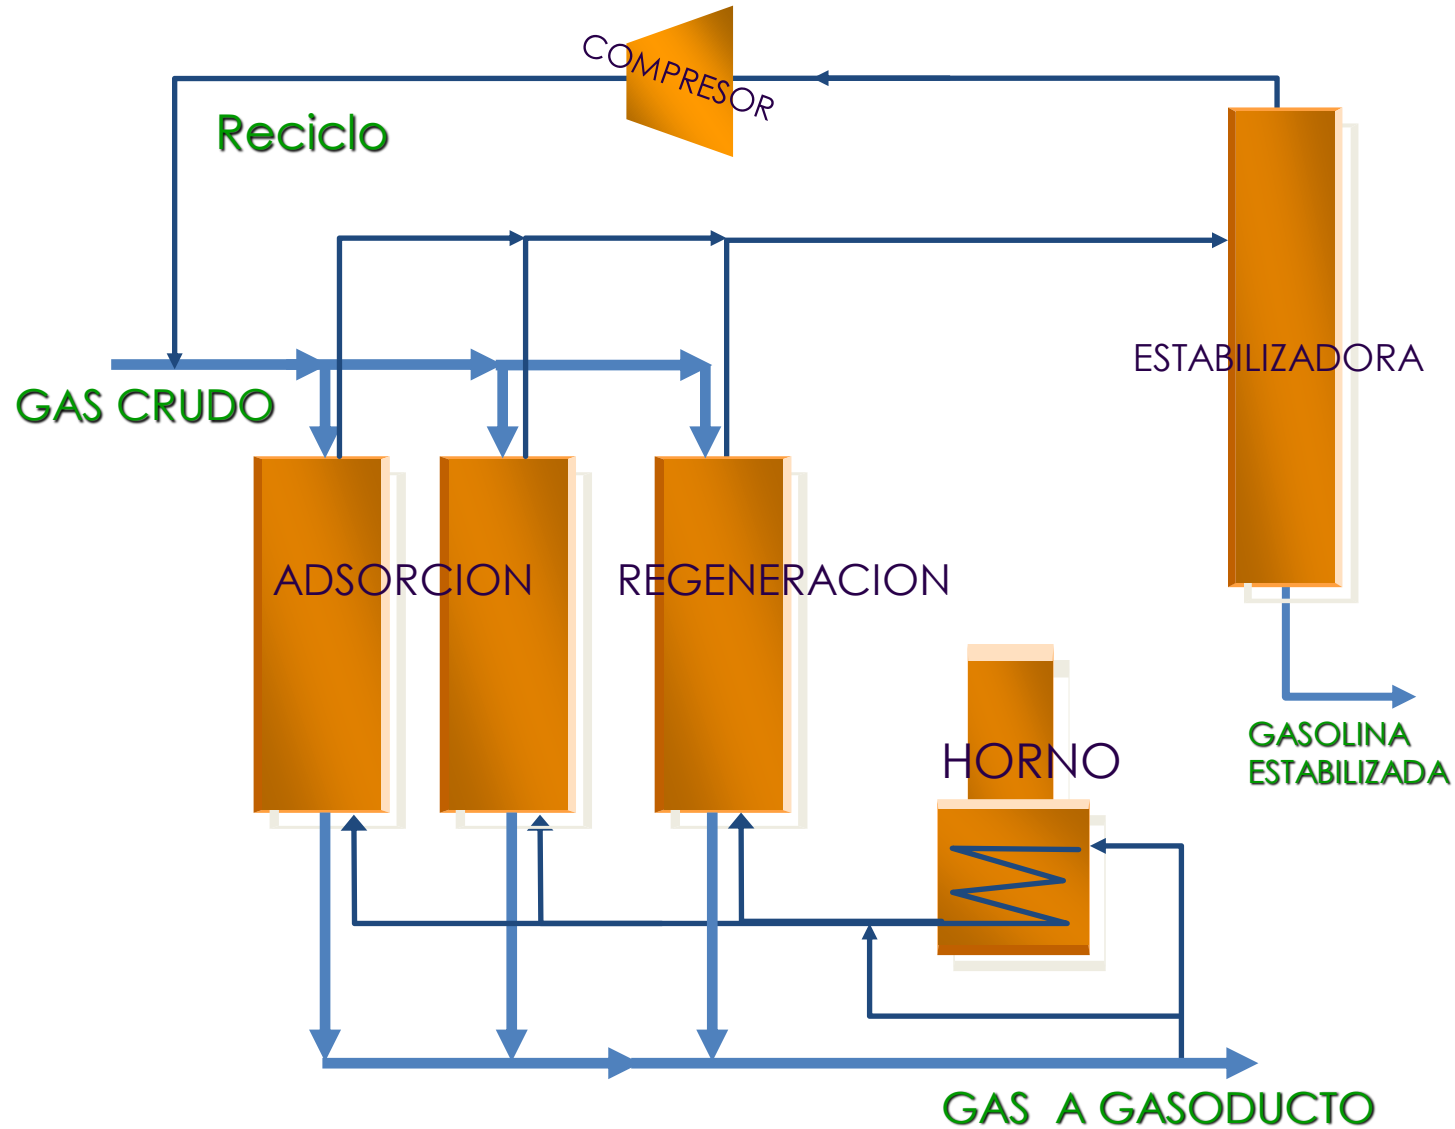 COMPRESOR
Reciclo
ESTABILIZADORA
GAS CRUDO
ADSORCION
REGENERACION
HORNO
GASOLINA
ESTABILIZADA
GAS A GASODUCTO